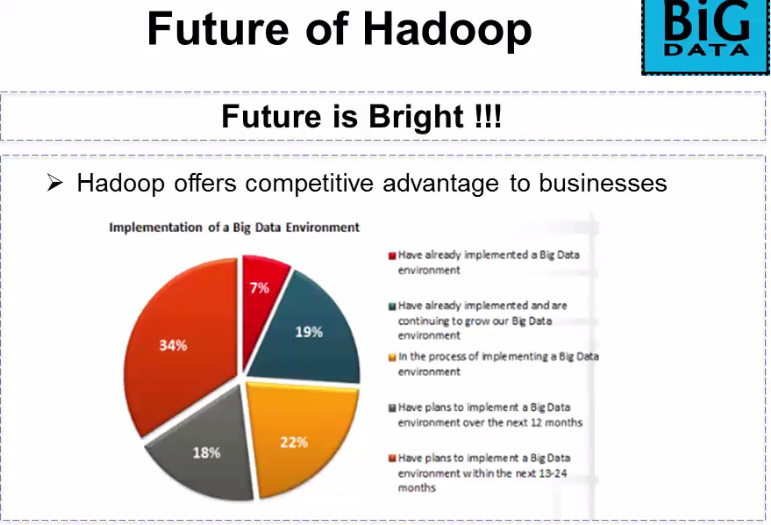 Future of Hadoop
BiG
DATA
Future is Bright !!!
➢ Hadoop offers competitive advantage to businesses
Implementation of a Big Data Environment
7%
19%
34%
22%
18%
Have already implemented a Big Data
environment
Have already implemented and are
continuing to grow our Big Data
environment
In the process of implementing a Big Data
environment
Have plans to implement a Big Data
environment over the next 12 months
Have plans to implement a Big Data
environment within the next 13-24
months